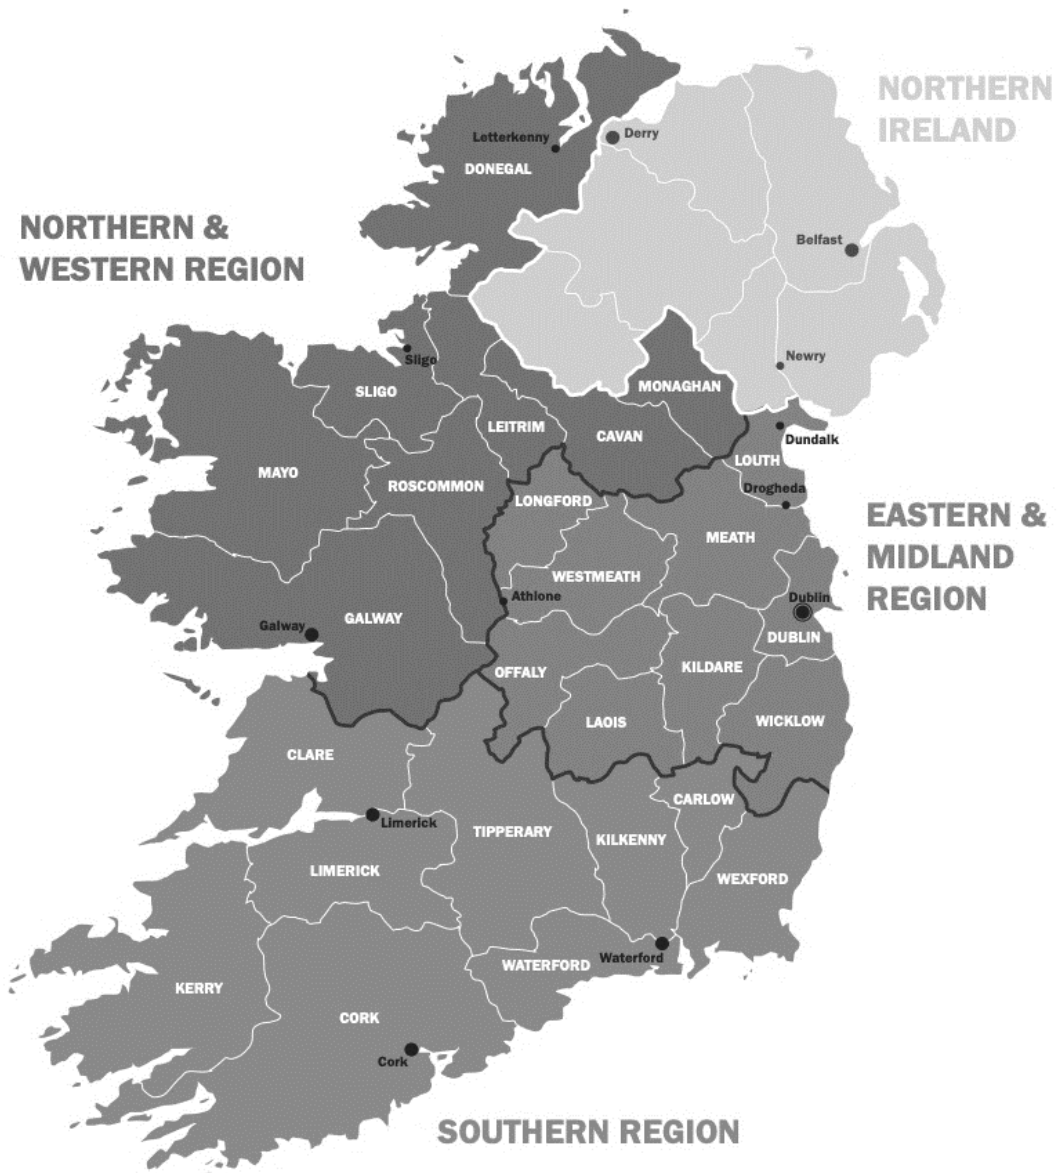 NORTHERN
IRELAND
Letterkenny
Derry
DONEGAL
NORTHERN &
WESTERN REGION
Belfast
Sligo
Newry
SLIGO
MONAGHAN
LEITRIM
CAVAN
Dundalk
MAYO
ROSCOMMON
LOUTH
Drogheda
LONGFORD
EASTERN &
MIDLAND
REGION
MEATH
WESTMEATH
Athlone
Dublin
Galway
GALWAY
DUBLIN
OFFALY
KILDARE
LAOIS
WICKLOW
CLARE
CARLOW
Limerick
TIPPERARY
KILKENNY
LIMERICK
WEXFORD
WATERFORD
Waterford
KERRY
CORK
Cork
SOUTHERN REGION